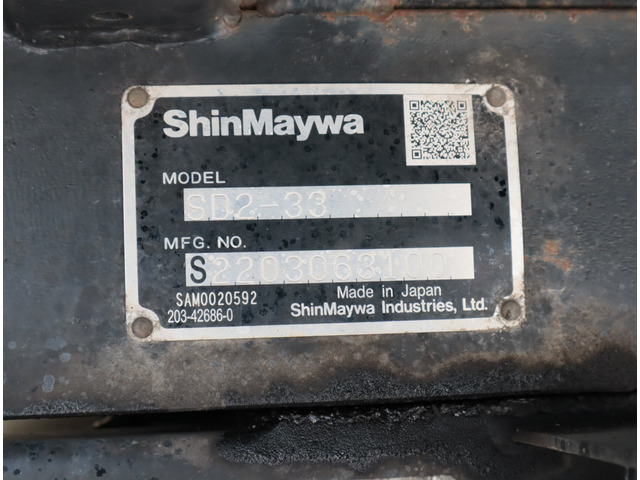 ShinMaywa
MODEL
SD2-33
MFG. NO.
S2203063100
SAM0020592
203-42686-0
Made in Japan
ShinMaywa Industries, Ltd.